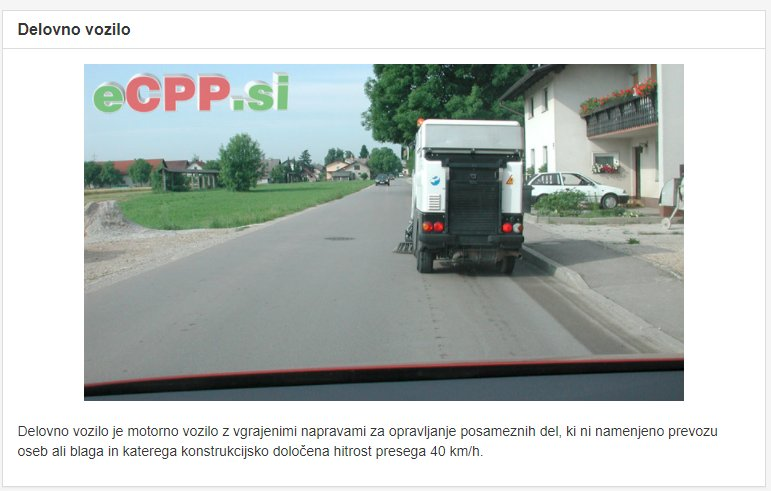 Delovno vozilo
eCPP.si
Delovno vozilo je motorno vozilo z vgrajenimi napravami za opravljanje posameznih del, ki ni namenjeno prevozu
oseb ali blaga in katerega konstrukcijsko določena hitrost presega 40 km/h.